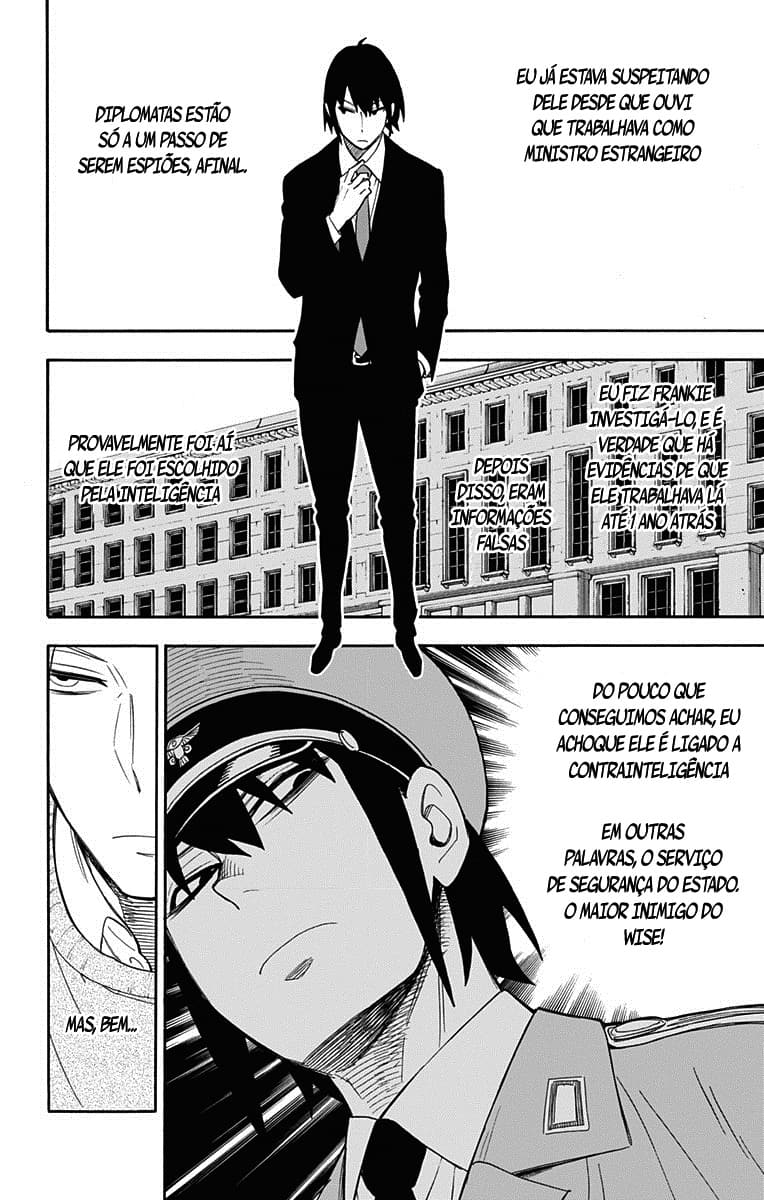 EU JÁ ESTAVA SUSPEITANDO
DELE DESDE QUE OUVI
QUE TRABALHAVA COMO
MINISTRO ESTRANGEIRO
DIPLOMATAS ESTÃO
SÓ A UM PASSO DE
SEREM ESPIÕES, AFINAL.
EU FIZ FRANKIE
INVESTIGÁ-LO, E É
VERDADE QUE HÁ
EVIDÊNCIAS DE QUE
ELE TRABALHAVA LÁ
ATÉ 1 ANO ATRÁS
DEPOIS
DISSO, ERAM
INFORMAÇÕES
FALSAS
PROVAVELMENTE FOI AÍ
QUE ELE FOI ESCOLHIDO
PELA INTELIGÊNCIA
DO POUCO QUE
CONSEGUIMOS ACHAR, EU
ACHOQUE ELE É LIGADO A
CONTRAINTELIGÊNCIA
EM OUTRAS
PALAVRAS, O SERVIÇO
DE SEGURANÇA DO ESTADO.
O MAIOR INIMIGO DO
WISE!
MAS, BEM...